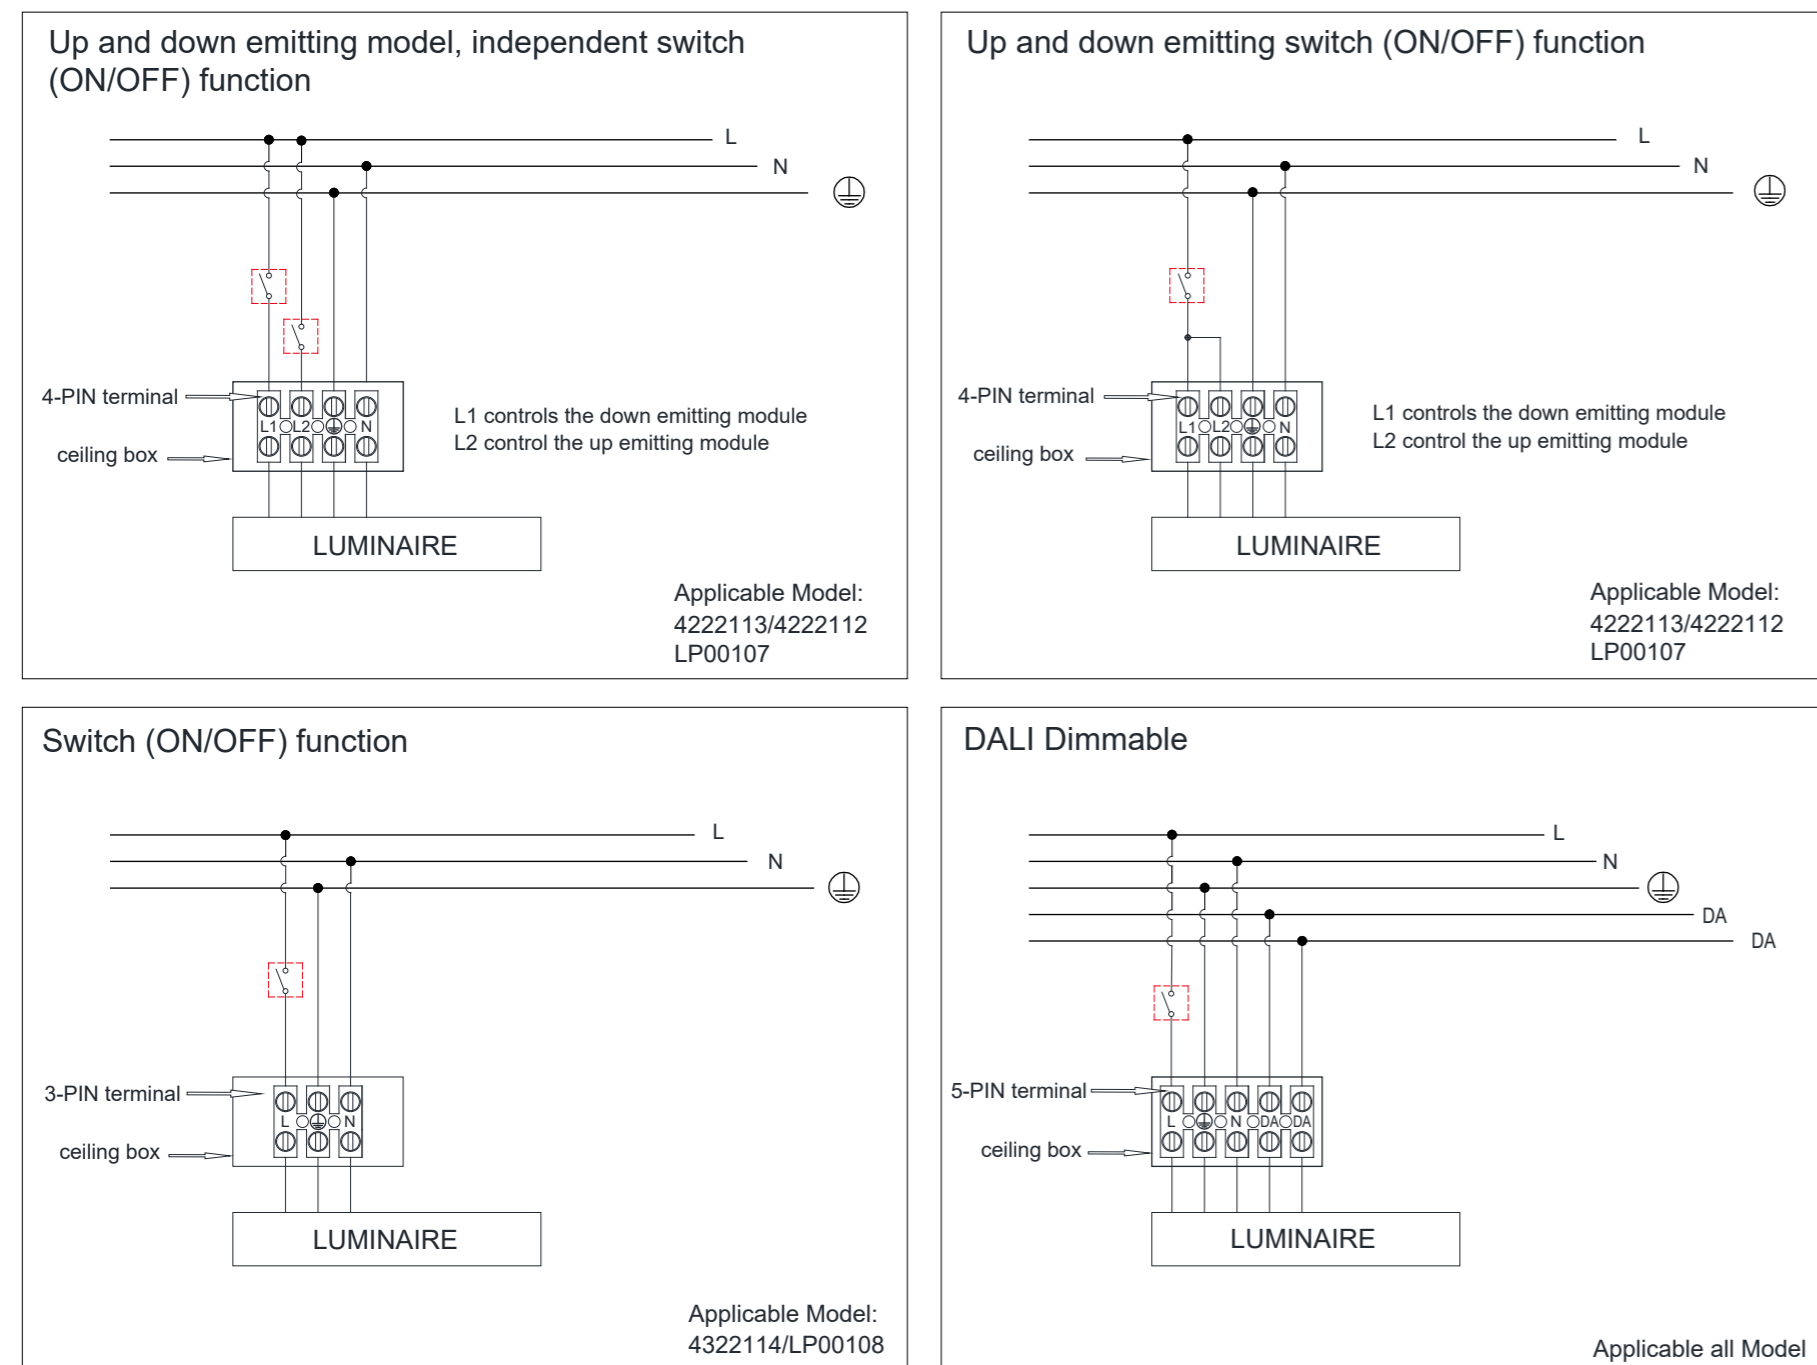 Up and down emitting model, independent switch
(ON/OFF) function
L
N
4-PIN terminal
L1 L2 N
ceiling box
L1 controls the down emitting module
L2 control the up emitting module
LUMINAIRE
Applicable Model:
4222113/4222112
LP00107
Up and down emitting switch (ON/OFF) function
L
N
4-PIN terminal
L1 L2 N
ceiling box
L1 controls the down emitting module
L2 control the up emitting module
LUMINAIRE
Applicable Model:
4222113/4222112
LP00107
Switch (ON/OFF) function
L
N
3-PIN terminal
L N
ceiling box
LUMINAIRE
Applicable Model:
4322114/LP00108
DALI Dimmable
L
N
DA
DA
5-PIN terminal
L N DA DA
ceiling box
LUMINAIRE
Applicable all Model